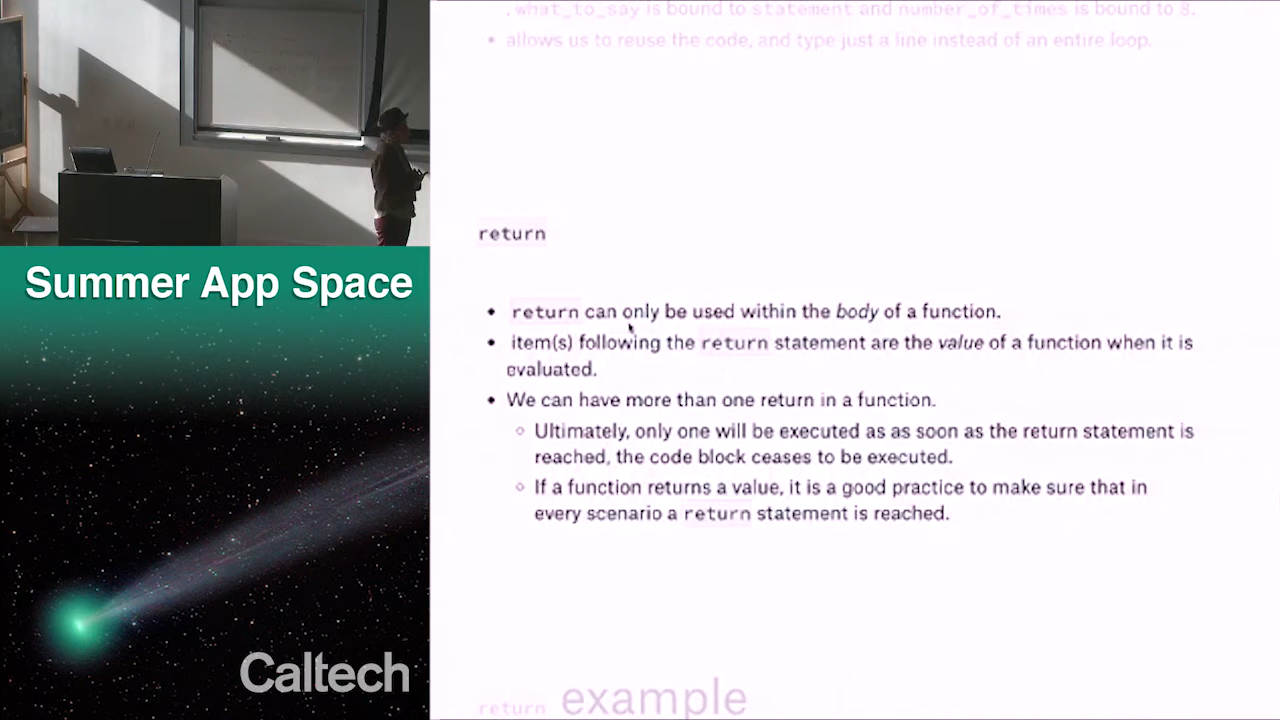 .what_to_say is bound to statement and number_of_times is bound to 8.
• allows us to reuse the code, and type just a line instead of an entire loop.
return
• return can only be used within the body of a function.
• item(s) following the return statement are the value of a function when it is
evaluated.
• We can have more than one return in a function.
◦ Ultimately, only one will be executed as as soon as the return statement is
reached, the code block ceases to be executed.
◦ If a function returns a value, it is a good practice to make sure that in
every scenario a return statement is reached.
return example
Summer App Space
Caltech